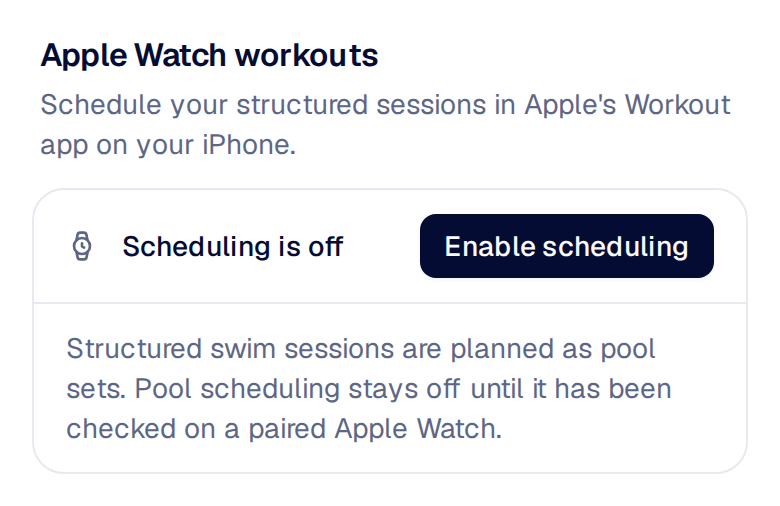 Apple Watch workouts
Schedule your structured sessions in Apple's Workout
app on your iPhone.
Scheduling is off
Enable scheduling
Structured swim sessions are planned as pool
sets. Pool scheduling stays off until it has been
checked on a paired Apple Watch.